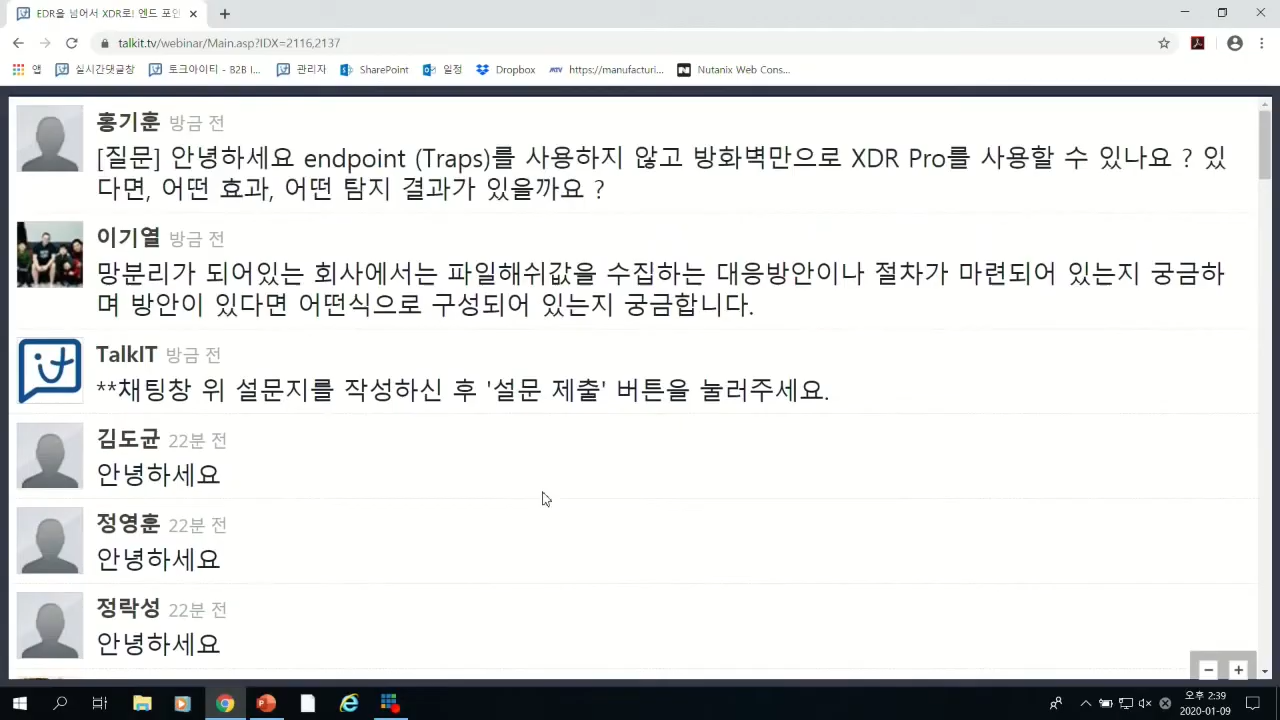 EDR을 넘어서 XDR로! 엔드 포인
talkit.tv/webinar/Main.asp?IDX=2116,2137
앱 실시간댓글창 토크아이티 - B2B I... 관리자 SharePoint 일정 Dropbox https://manufacturi... Nutanix Web Cons...
홍기훈 방금 전
[질문] 안녕하세요 endpoint (Traps)를 사용하지 않고 방화벽만으로 XDR Pro를 사용할 수 있나요 ? 있
다면, 어떤 효과, 어떤 탐지 결과가 있을까요 ?
이기열 방금 전
망분리가 되어있는 회사에서는 파일해쉬값을 수집하는 대응방안이나 절차가 마련되어 있는지 궁금하
며 방안이 있다면 어떤식으로 구성되어 있는지 궁금합니다.
TalkIT 방금 전
**채팅창 위 설문지를 작성하신 후 '설문 제출' 버튼을 눌러주세요.
김도균 22분 전
안녕하세요
정영훈 22분 전
안녕하세요
정락성 22분 전
안녕하세요
오후 2:39
2020-01-09